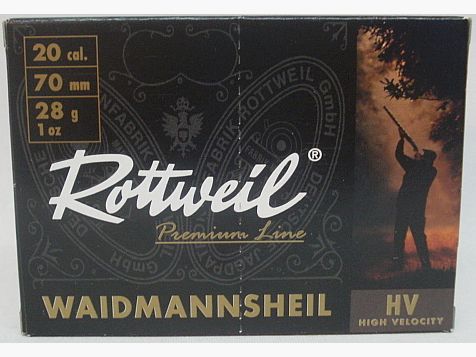 20 cal.
70 mm
28 g
1 oz
Rottweil®
Premium Line
WAIDMANNSHEIL
HV
HIGH VELOCITY